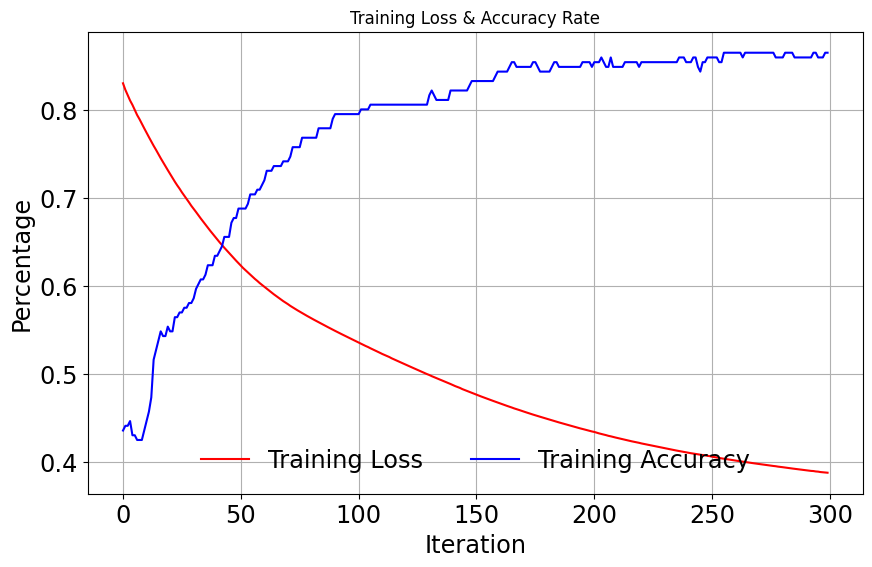 Training Loss & Accuracy Rate
Percentage
0.8
0.7
0.6
0.5
0.4
Training Loss
Training Accuracy
0 50 100 150 200 250 300
Iteration